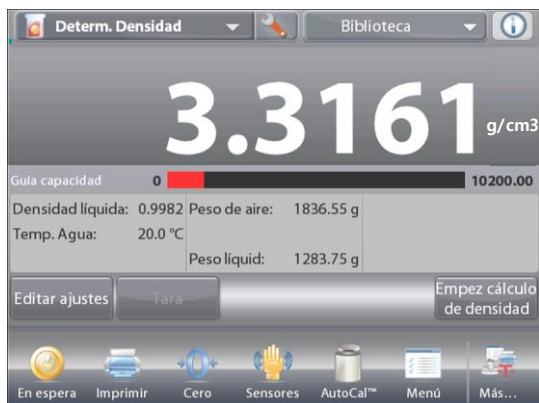 Determ. Densidad Biblioteca
3.3161 g/cm3
Guía capacidad 0 10200.00
Densidad líquida: 0.9982 Peso de aire: 1836.55 g
Temp. Agua: 20.0 °C
Peso líquid: 1283.75 g
Editar ajustes Tara Empez cálculo
de densidad
En espera Imprimir Cero Sensores AutoCal™ Menú Más...